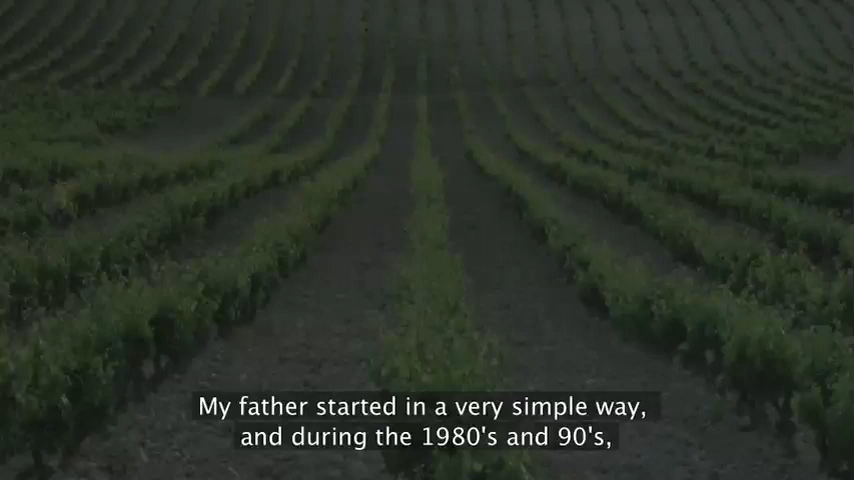 My father started in a very simple way,
and during the 1980's and 90's,